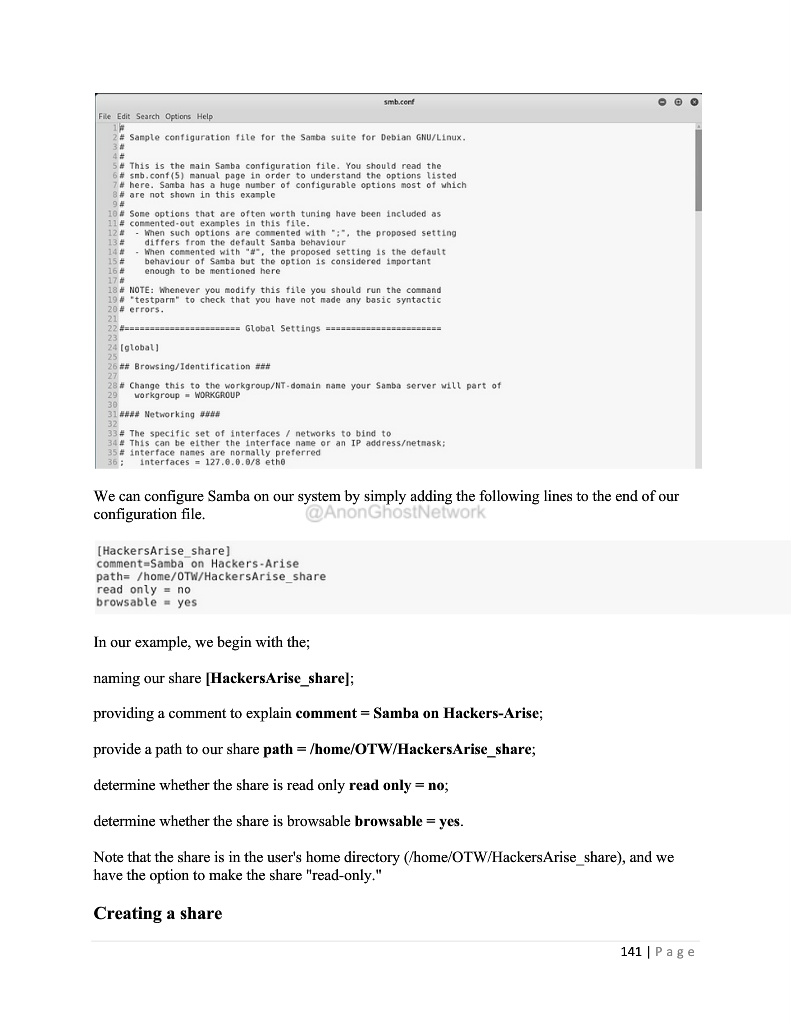 smb.conf
File Edit Search Options Help
1 #
2 # Sample configuration file for the Samba suite for Debian GNU/Linux.
3 #
4 #
5 # This is the main Samba configuration file. You should read the
6 # smb.conf(5) manual page in order to understand the options listed
7 # here. Samba has a huge number of configurable options most of which
8 # are not shown in this example
9 #
10 # Some options that are often worth tuning have been included as
11 # commented-out examples in this file.
12 #  - When such options are commented with ";", the proposed setting
13 #    differs from the default Samba behaviour
14 #  - When commented with "#", the proposed setting is the default
15 #    behaviour of Samba but the option is considered important
16 #    enough to be mentioned here
17 #
18 # NOTE: Whenever you modify this file you should run the command
19 # "testparm" to check that you have not made any basic syntactic
20 # errors.
21
22 #======================= Global Settings =======================
23
24 [global]
25
26 ## Browsing/Identification ###
27
28 # Change this to the workgroup/NT-domain name your Samba server will part of
29    workgroup = WORKGROUP
30
31 #### Networking ####
32
33 # The specific set of interfaces / networks to bind to
34 # This can be either the interface name or an IP address/netmask;
35 # interface names are normally preferred
36 ;   interfaces = 127.0.0.0/8 eth0
We can configure Samba on our system by simply adding the following lines to the end of our
configuration file.
@AnonGhostNetwork
[HackersArise_share]
comment=Samba on Hackers-Arise
path= /home/OTW/HackersArise_share
read only = no
browsable = yes
In our example, we begin with the;
naming our share [HackersArise_share];
providing a comment to explain comment = Samba on Hackers-Arise;
provide a path to our share path = /home/OTW/HackersArise_share;
determine whether the share is read only read only = no;
determine whether the share is browsable browsable = yes.
Note that the share is in the user's home directory (/home/OTW/HackersArise_share), and we
have the option to make the share "read-only."
Creating a share
141 | Page